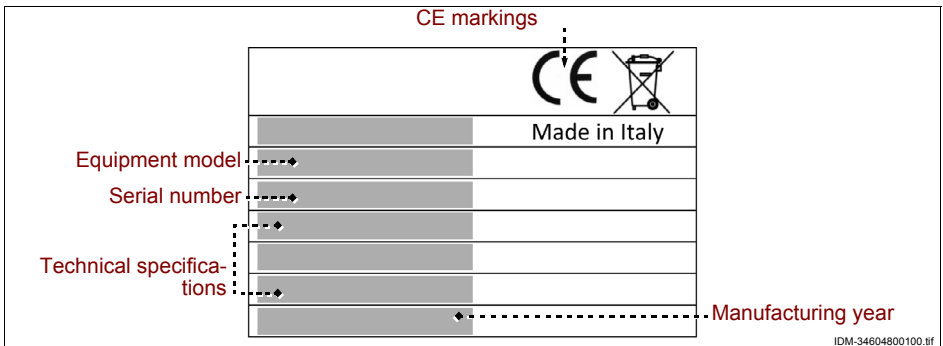 CE markings
CE
Made in Italy
Equipment model
Serial number
Technical specifica-
tions
Manufacturing year
IDM-34604800100.tif